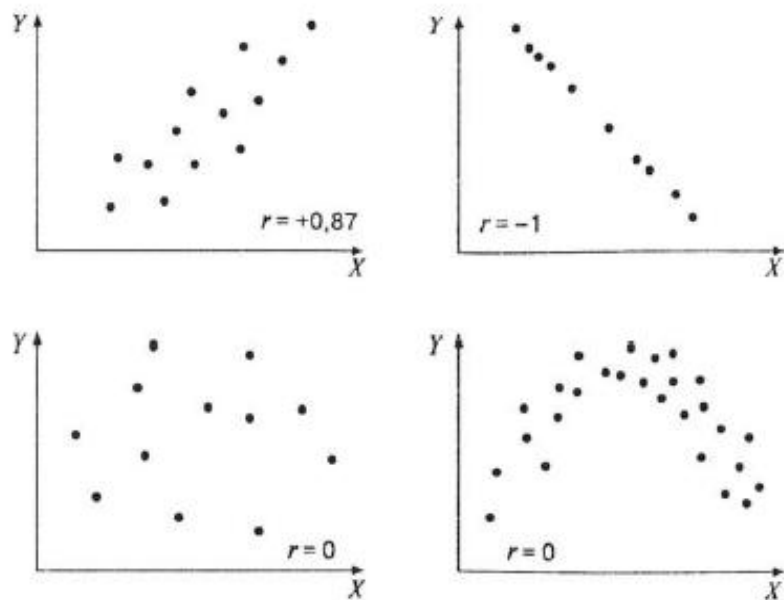 Y
Y
r = +0,87
r = −1
X
X
Y
Y
r = 0
r = 0
X
X